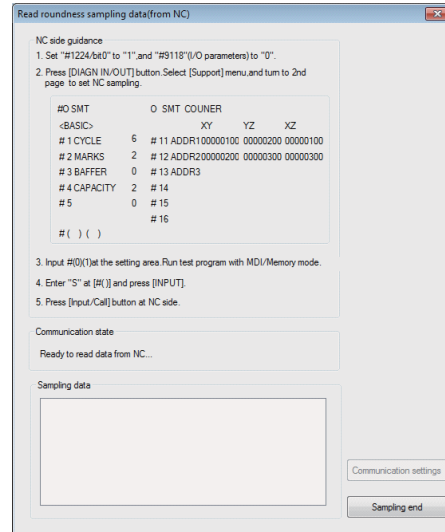 Read roundness sampling data(from NC)
NC side guidance
1. Set "#1224/bit0" to "1",and "#9118"(I/O parameters) to "0".
2. Press [DIAGN IN/OUT] button.Select [Support] menu,and turn to 2nd
page to set NC sampling.
#O SMT O SMT COUNER
<BASIC> XY YZ XZ
# 1 CYCLE 6 # 11 ADDR100000100 00000200 00000100
# 2 MARKS 2 # 12 ADDR200000200 00000300 00000300
# 3 BAFFER 0 # 13 ADDR3
# 4 CAPACITY 2 # 14
# 5 0 # 15
# 16
# ( ) ( )
3. Input #(0)(1)at the setting area.Run test program with MDI/Memory mode.
4. Enter "S" at [#()] and press [INPUT].
5. Press [Input/Call] button at NC side.
Communication state
Ready to read data from NC...
Sampling data
Communication settings
Sampling end